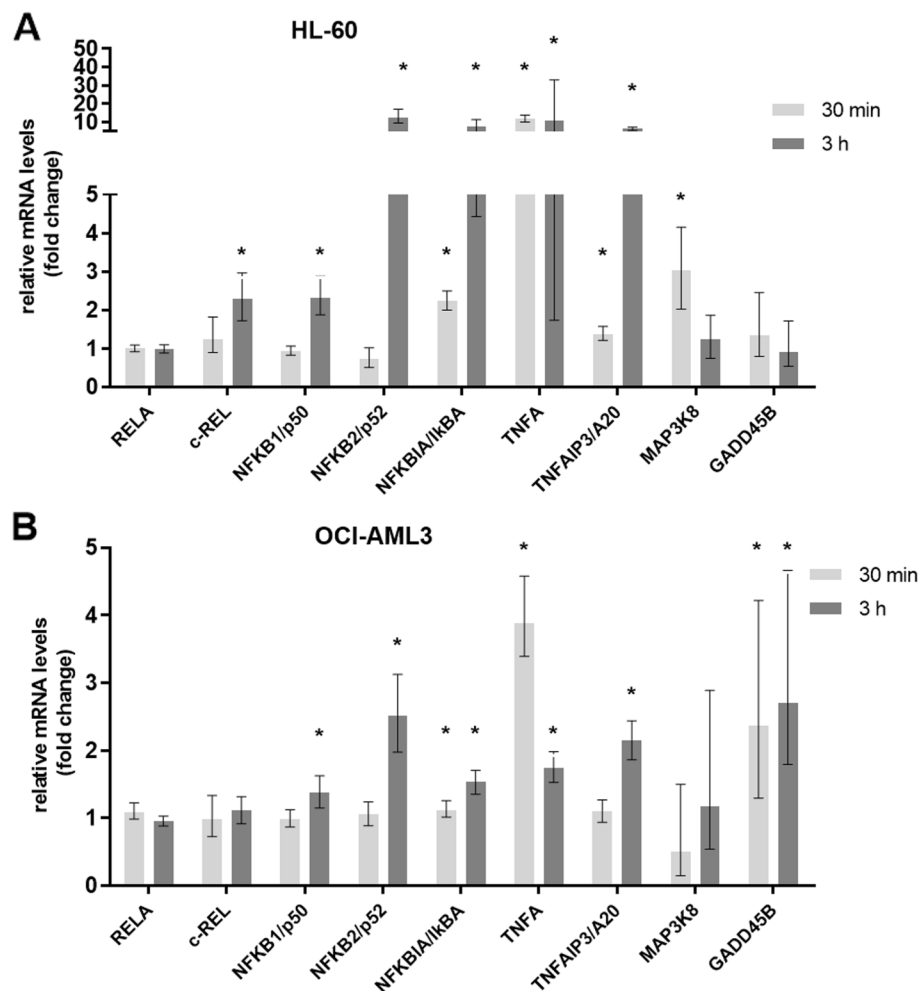 A
HL-60
50
40
30
20
10
5
4
3
2
1
0
relative mRNA levels
(fold change)
* * * * * * * * * *
30 min
3 h
RELA
c-REL
NFKB1/p50
NFKB2/p52
NFKBIA/IkBA
TNFA
TNFAIP3/A20
MAP3K8
GADD45B
B
OCI-AML3
5
4
3
2
1
0
relative mRNA levels
(fold change)
* * * * * * * * *
30 min
3 h
RELA
c-REL
NFKB1/p50
NFKB2/p52
NFKBIA/IkBA
TNFA
TNFAIP3/A20
MAP3K8
GADD45B